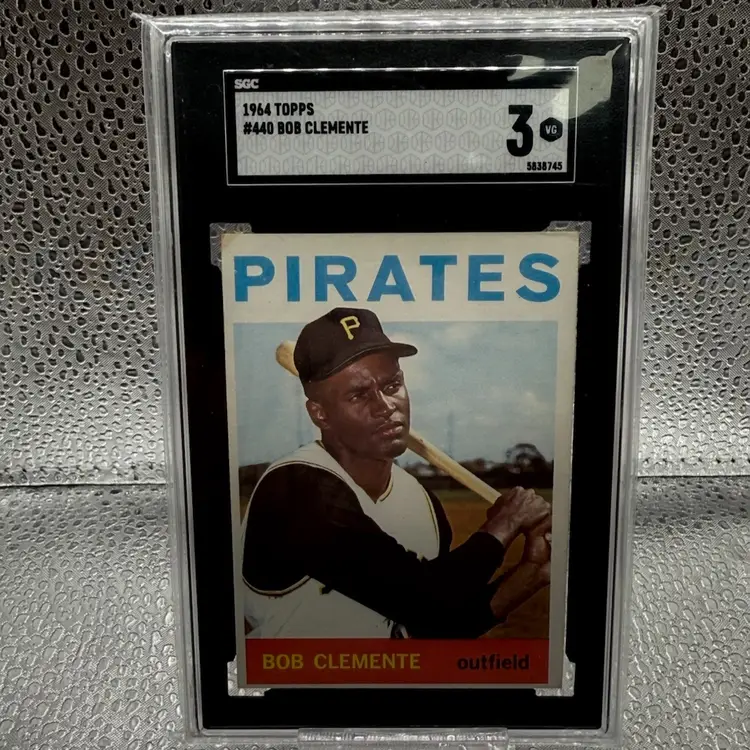 SGC
1964 TOPPS
#440 BOB CLEMENTE
3 VG
5838745
PIRATES
P
BOB CLEMENTE outfield